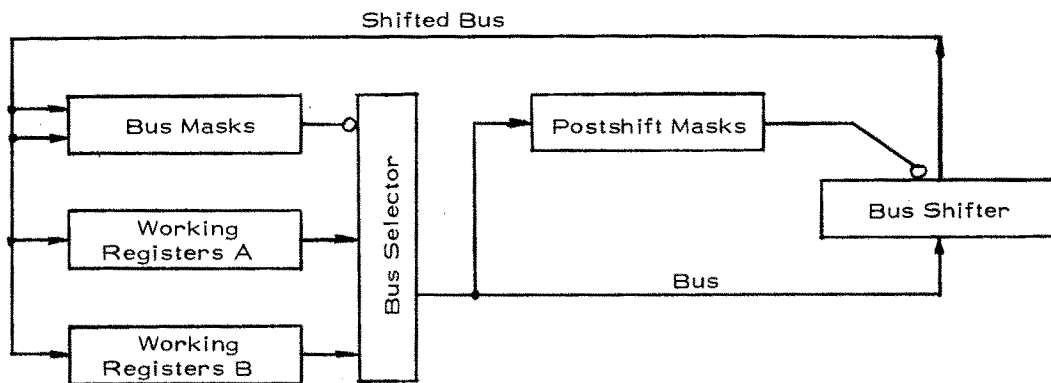 Shifted Bus
Bus Masks
Postshift Masks
Working
Registers A
Bus Selector
Bus Shifter
Bus
Working
Registers B